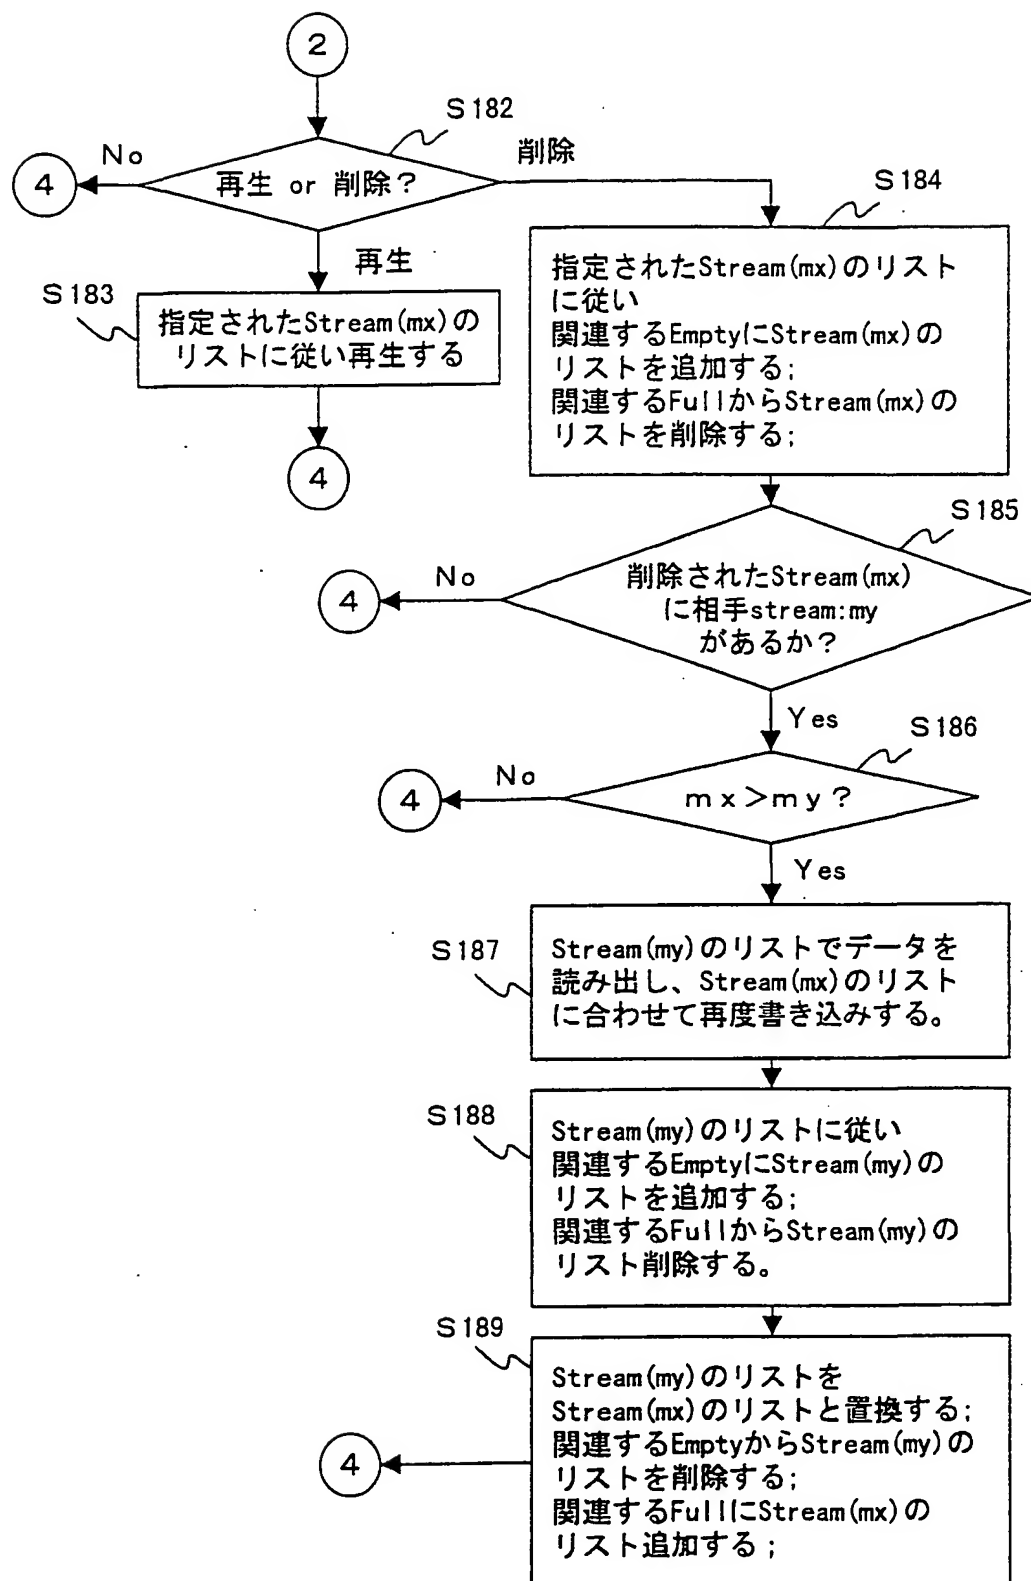 2
S182
No
削除
4
再生 or 削除?
S184
再生
S183
指定されたStream(mx)の
リストに従い再生する
指定されたStream(mx)のリスト
に従い
関連するEmptyにStream(mx)の
リストを追加する;
関連するFullからStream(mx)の
リストを削除する;
4
S185
No
4
削除されたStream(mx)
に相手stream:my
があるか?
Yes
S186
No
4
mx>my?
Yes
S187
Stream(my)のリストでデータを
読み出し、Stream(mx)のリスト
に合わせて再度書き込みする。
S188
Stream(my)のリストに従い
関連するEmptyにStream(my)の
リストを追加する;
関連するFullからStream(my)の
リスト削除する。
S189
Stream(my)のリストを
Stream(mx)のリストと置換する;
関連するEmptyからStream(my)の
リストを削除する;
関連するFullにStream(mx)の
リスト追加する;
4